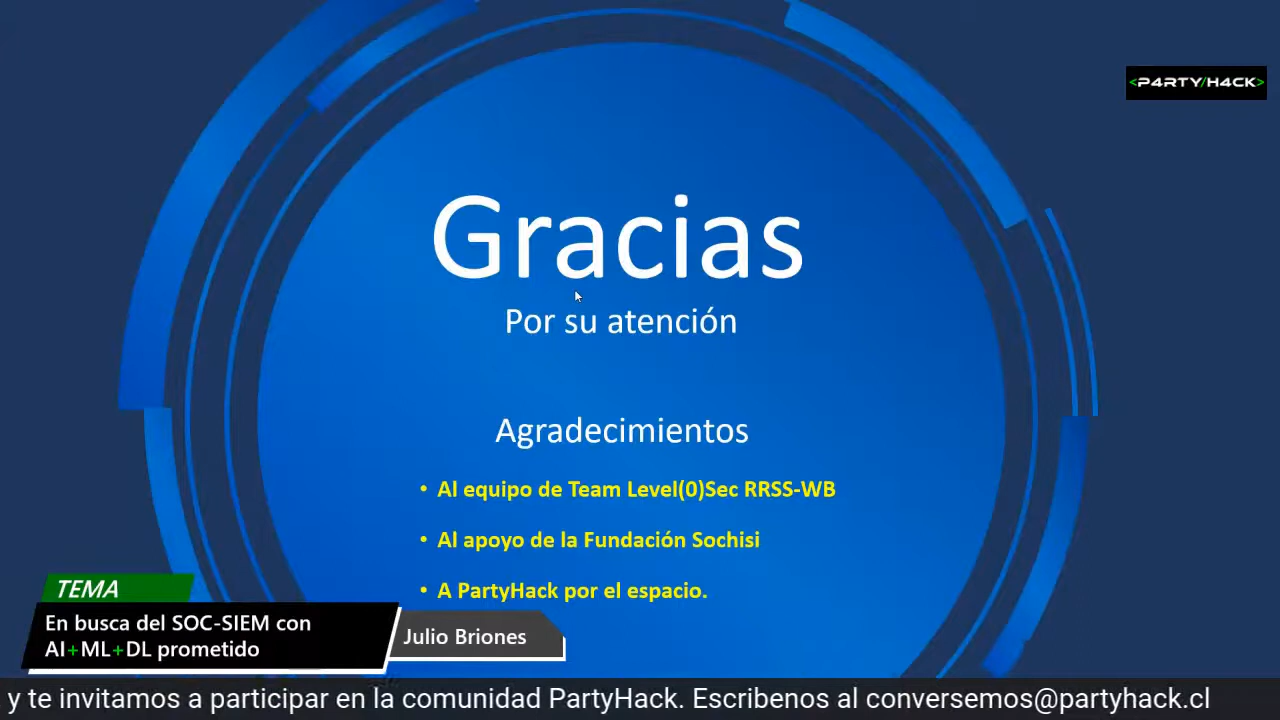 <P4RTY/H4CK>
Gracias
Por su atención
Agradecimientos
• Al equipo de Team Level(0)Sec RRSS-WB
• Al apoyo de la Fundación Sochisi
• A PartyHack por el espacio.
TEMA
En busca del SOC-SIEM con
AI+ML+DL prometido
Julio Briones
y te invitamos a participar en la comunidad PartyHack. Escribenos al conversemos@partyhack.cl